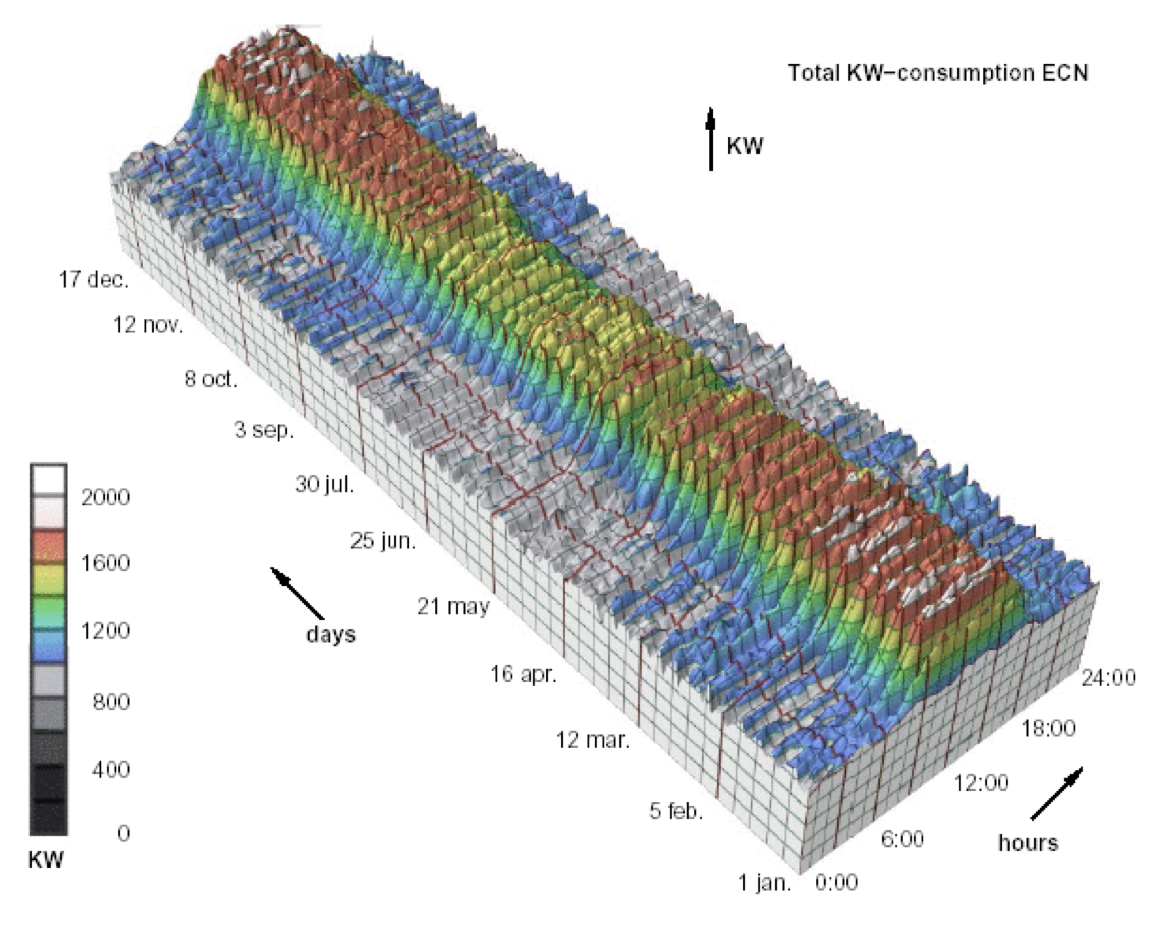 Total KW-consumption ECN
KW
17 dec.
12 nov.
8 oct.
3 sep.
30 jul.
25 jun.
21 may
16 apr.
12 mar.
5 feb.
1 jan.
days
2000
1600
1200
800
400
0
KW
0:00
6:00
12:00
18:00
24:00
hours